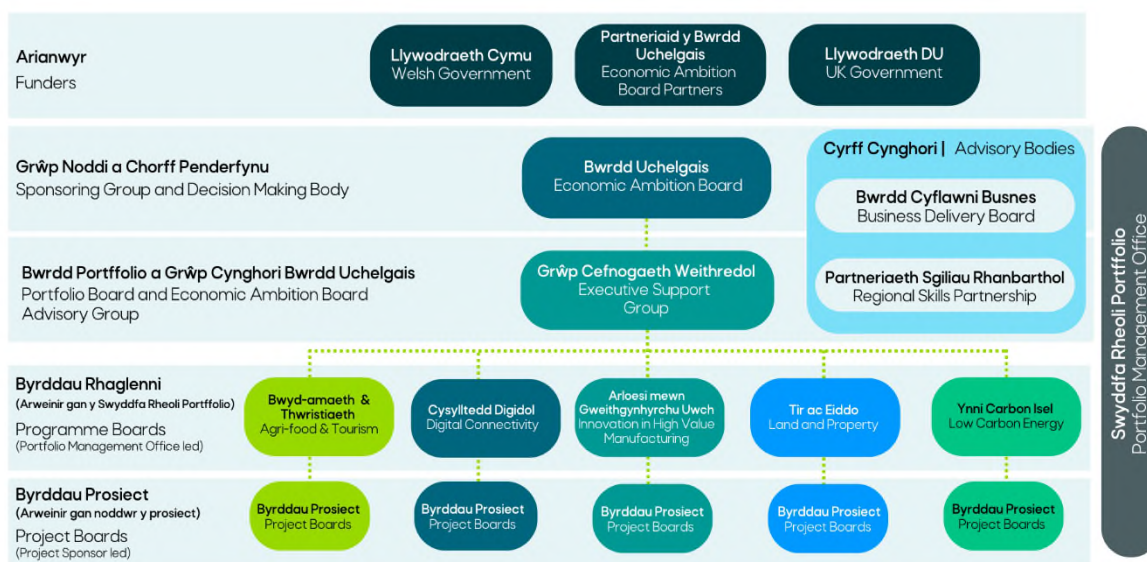 Arianwyr
Funders
Llywodraeth Cymu
Welsh Government
Partneriaid y Bwrdd
Uchelgais
Economic Ambition
Board Partners
Llywodraeth DU
UK Government
Grŵp Noddi a Chorff Penderfynu
Sponsoring Group and Decision Making Body
Bwrdd Uchelgais
Economic Ambition Board
Cyrff Cynghori | Advisory Bodies
Bwrdd Cyflawni Busnes
Business Delivery Board
Bwrdd Portffolio a Grŵp Cynghori Bwrdd Uchelgais
Portfolio Board and Economic Ambition Board
Advisory Group
Grŵp Cefnogaeth Weithredol
Executive Support
Group
Partneriaeth Sgiliau Rhanbarthol
Regional Skills Partnership
Byrddau Rhaglenni
(Arweinir gan y Swyddfa Rheoli Portffolio)
Programme Boards
(Portfolio Management Office led)
Bwyd-amaeth &
Thwristiaeth
Agri-food & Tourism
Cysylltedd Digidol
Digital Connectivity
Arloesi mewn
Gweithgynhyrchu Uwch
Innovation in High Value
Manufacturing
Tir ac Eiddo
Land and Property
Ynni Carbon Isel
Low Carbon Energy
Byrddau Prosiect
(Arweinir gan noddwr y prosiect)
Project Boards
(Project Sponsor led)
Byrddau Prosiect
Project Boards
Byrddau Prosiect
Project Boards
Byrddau Prosiect
Project Boards
Byrddau Prosiect
Project Boards
Byrddau Prosiect
Project Boards
Swyddfa Rheoli Portffolio
Portfolio Management Office